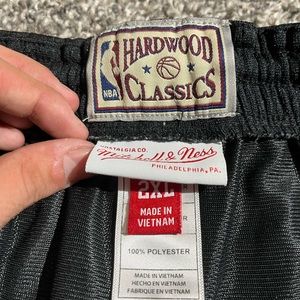 HARDWOOD
NBA
CLASSICS
NOSTALGIA CO.
Mitchell & Ness
PHILADELPHIA, PA.
2XL
MADE IN
VIETNAM
R
100% POLYESTER
MADE IN VIETNAM
HECHO EN VIETNAM
FABRIQUE EN VIETNAM